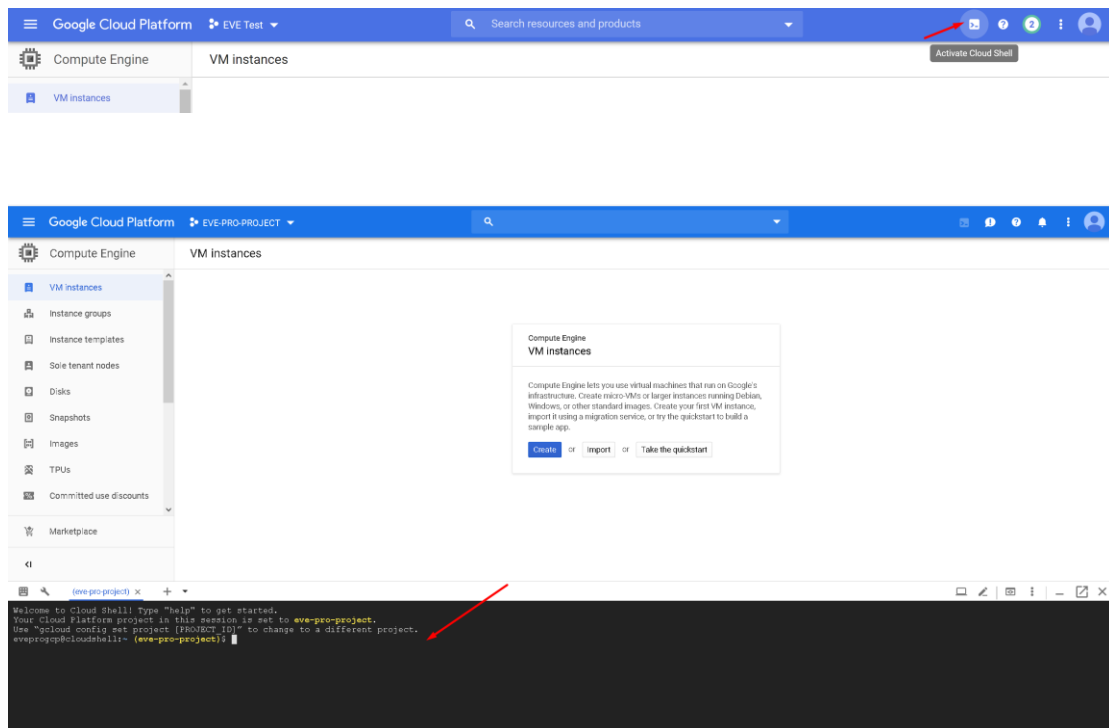 Google Cloud Platform EVE Test Search resources and products 2
Activate Cloud Shell
Compute Engine VM instances
VM instances
Google Cloud Platform EVE-PRO-PROJECT
Compute Engine VM instances
VM instances
Instance groups
Instance templates
Sole tenant nodes
Disks
Snapshots
Images
TPUs
Committed use discounts
Marketplace
Compute Engine
VM instances
Compute Engine lets you use virtual machines that run on Google's
infrastructure. Create micro-VMs or larger instances running Debian,
Windows, or other standard images. Create your first VM instance,
import it using a migration service, or try the quickstart to build a
sample app.
Create or Import or Take the quickstart
(eve-pro-project)
Welcome to Cloud Shell! Type "help" to get started.
Your Cloud Platform project in this session is set to eve-pro-project.
Use "gcloud config set project [PROJECT_ID]" to change to a different project.
eveprogcp@cloudshell:~ (eve-pro-project)$